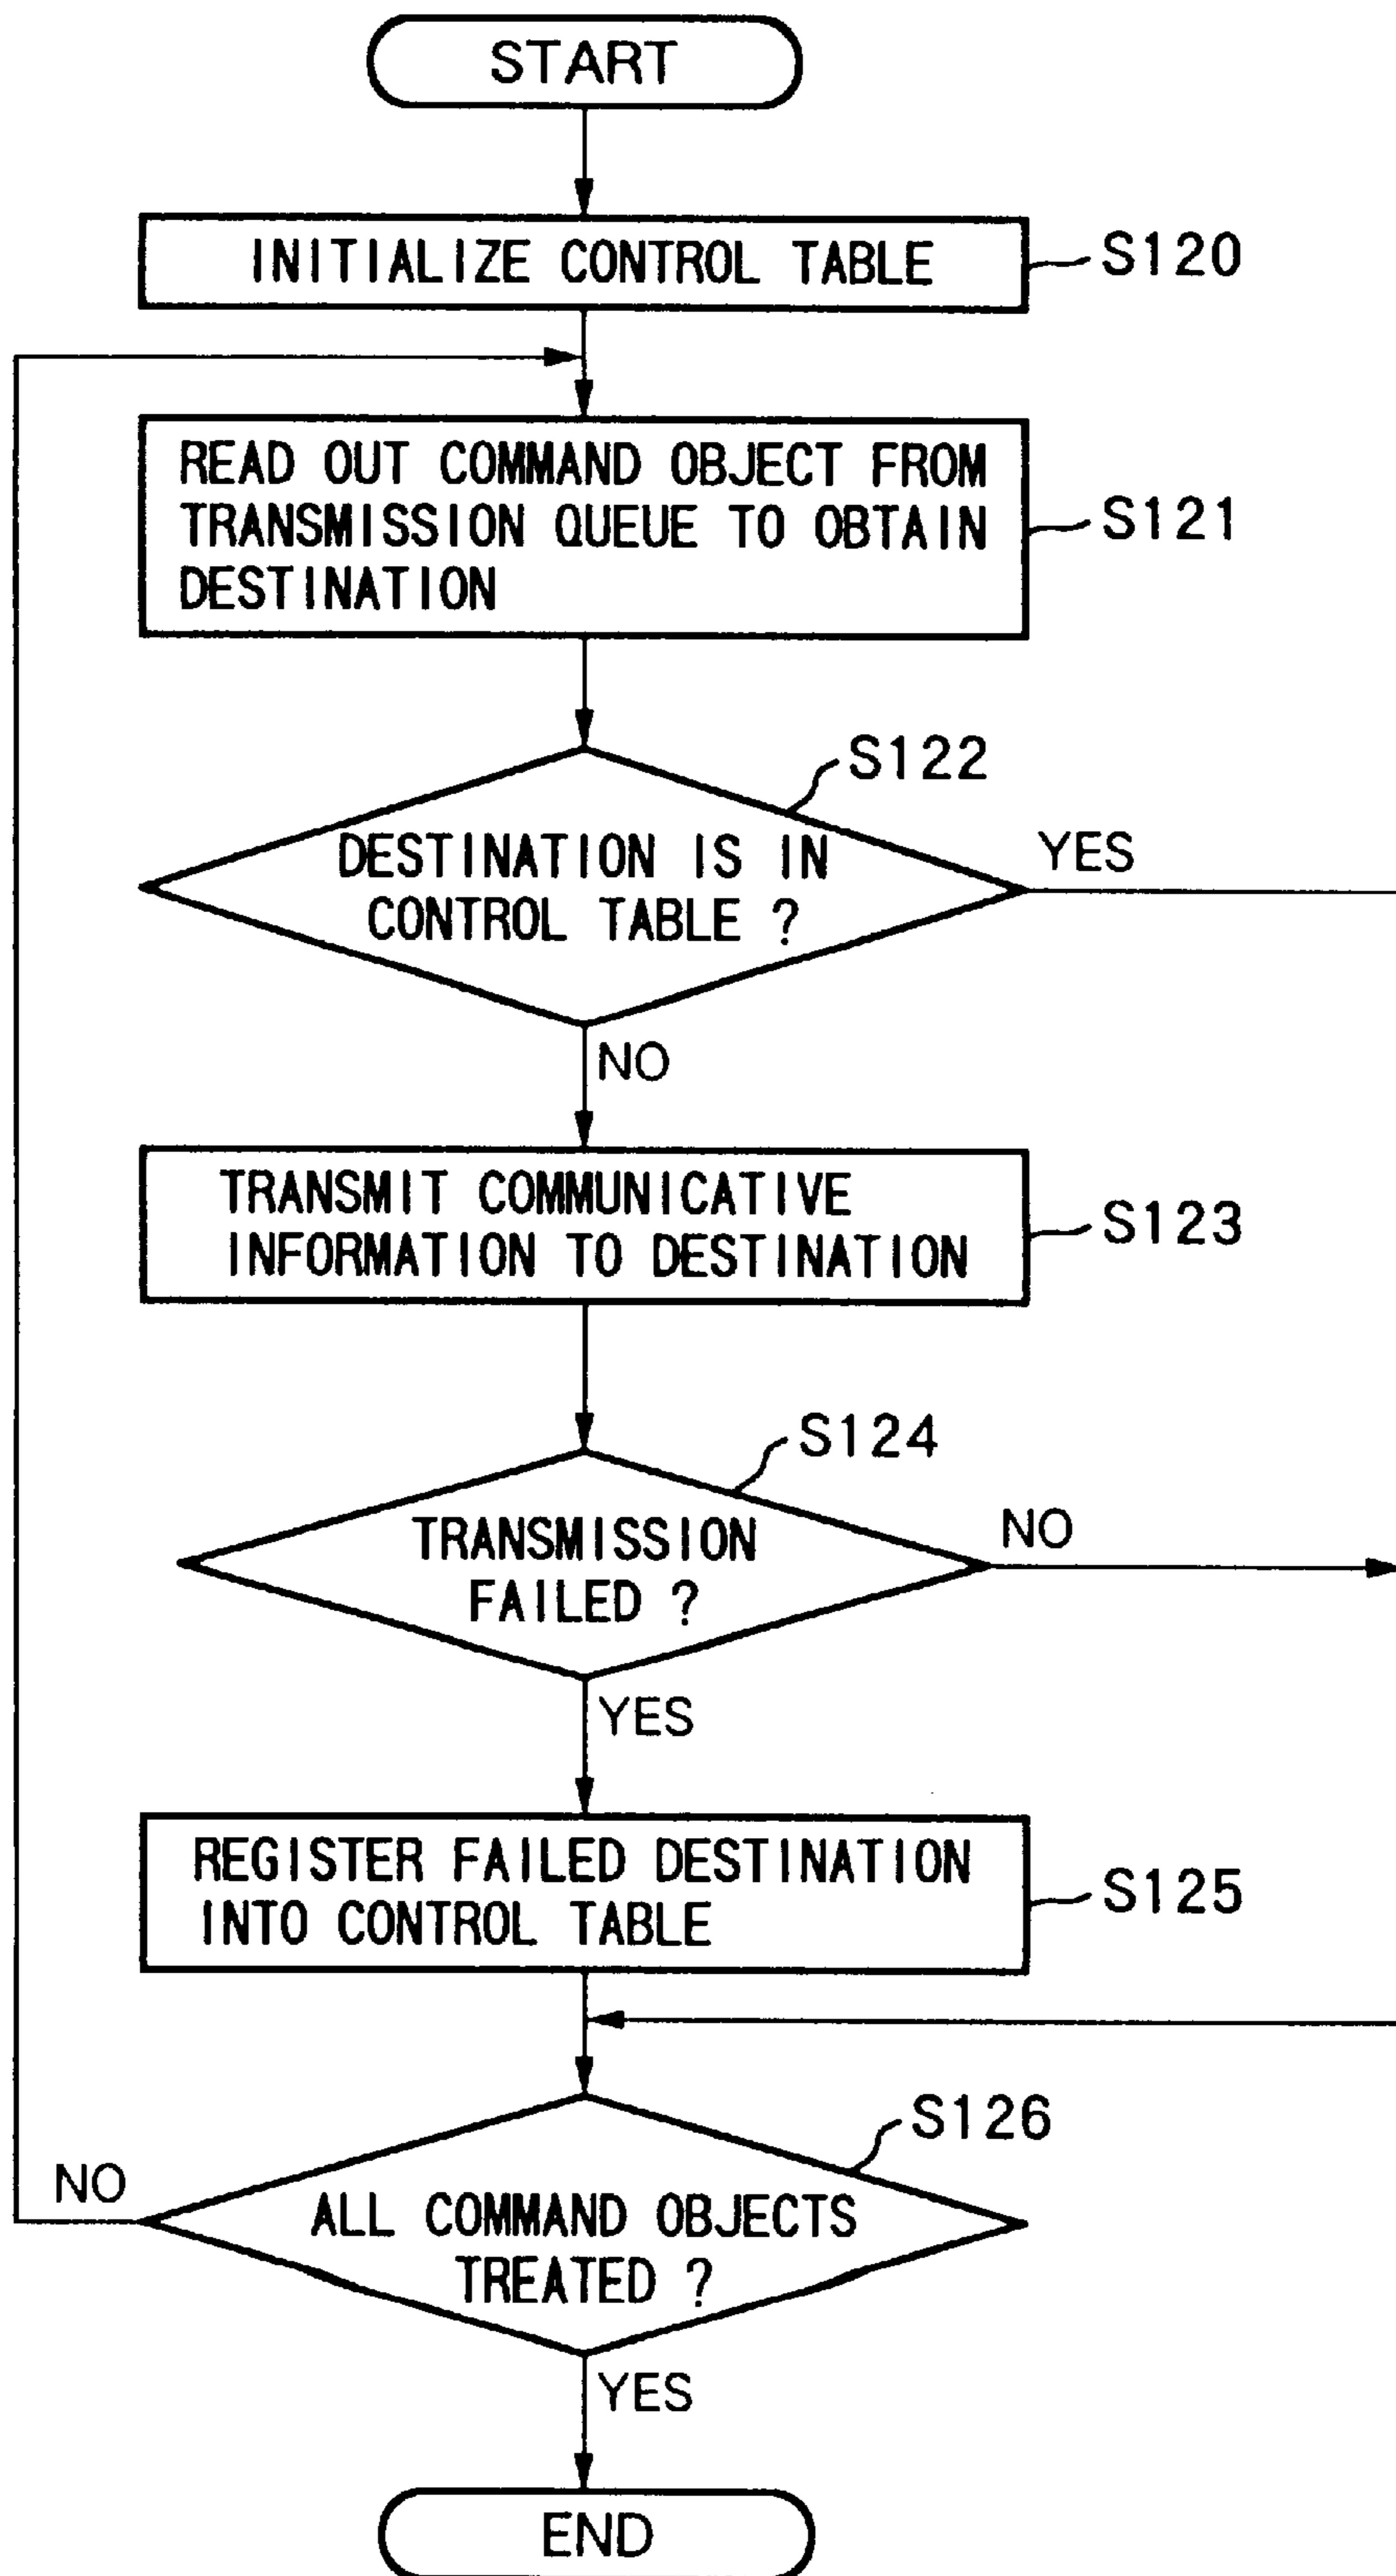 START
INITIALIZE CONTROL TABLE
S120
READ OUT COMMAND OBJECT FROM
TRANSMISSION QUEUE TO OBTAIN
DESTINATION
S121
S122
DESTINATION IS IN
CONTROL TABLE ?
YES
NO
TRANSMIT COMMUNICATIVE
INFORMATION TO DESTINATION
S123
S124
TRANSMISSION
FAILED ?
NO
YES
REGISTER FAILED DESTINATION
INTO CONTROL TABLE
S125
S126
NO
ALL COMMAND OBJECTS
TREATED ?
YES
END